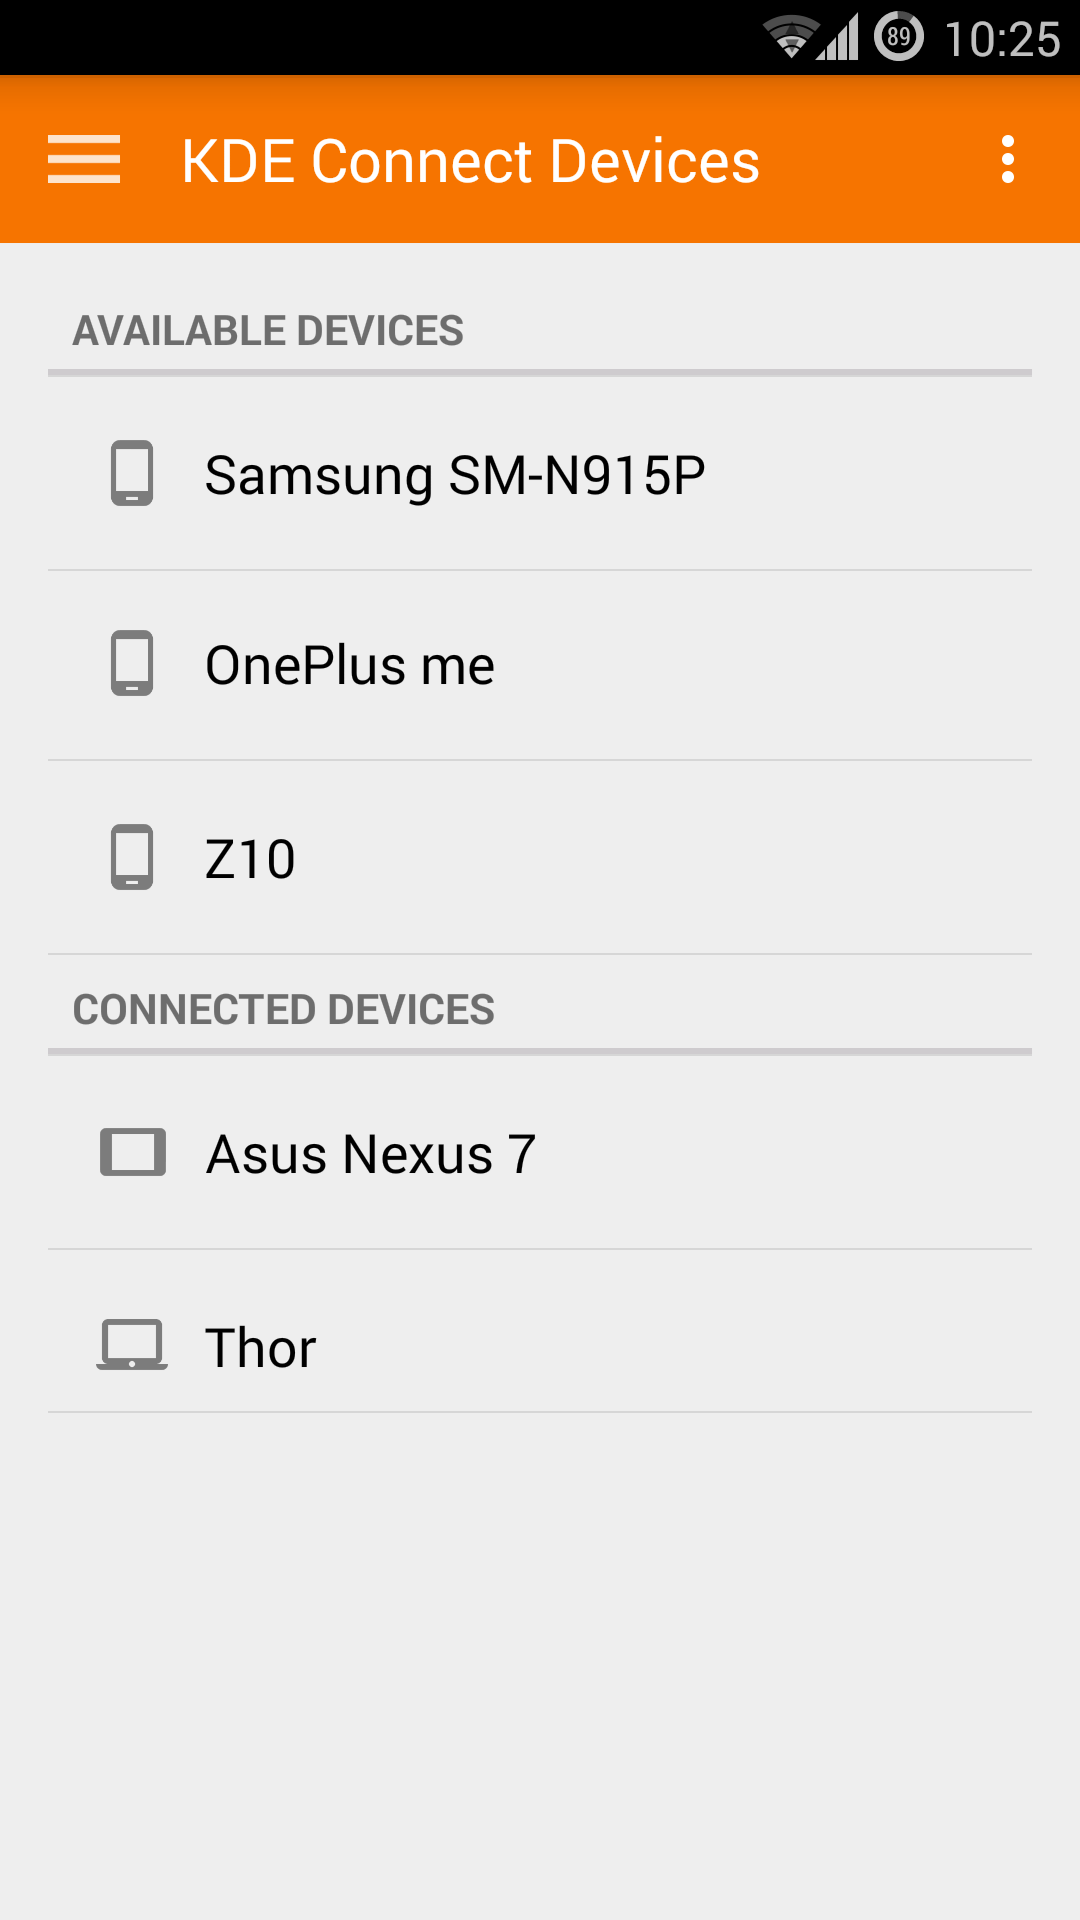 89 10:25
KDE Connect Devices
AVAILABLE DEVICES
Samsung SM-N915P
OnePlus me
Z10
CONNECTED DEVICES
Asus Nexus 7
Thor